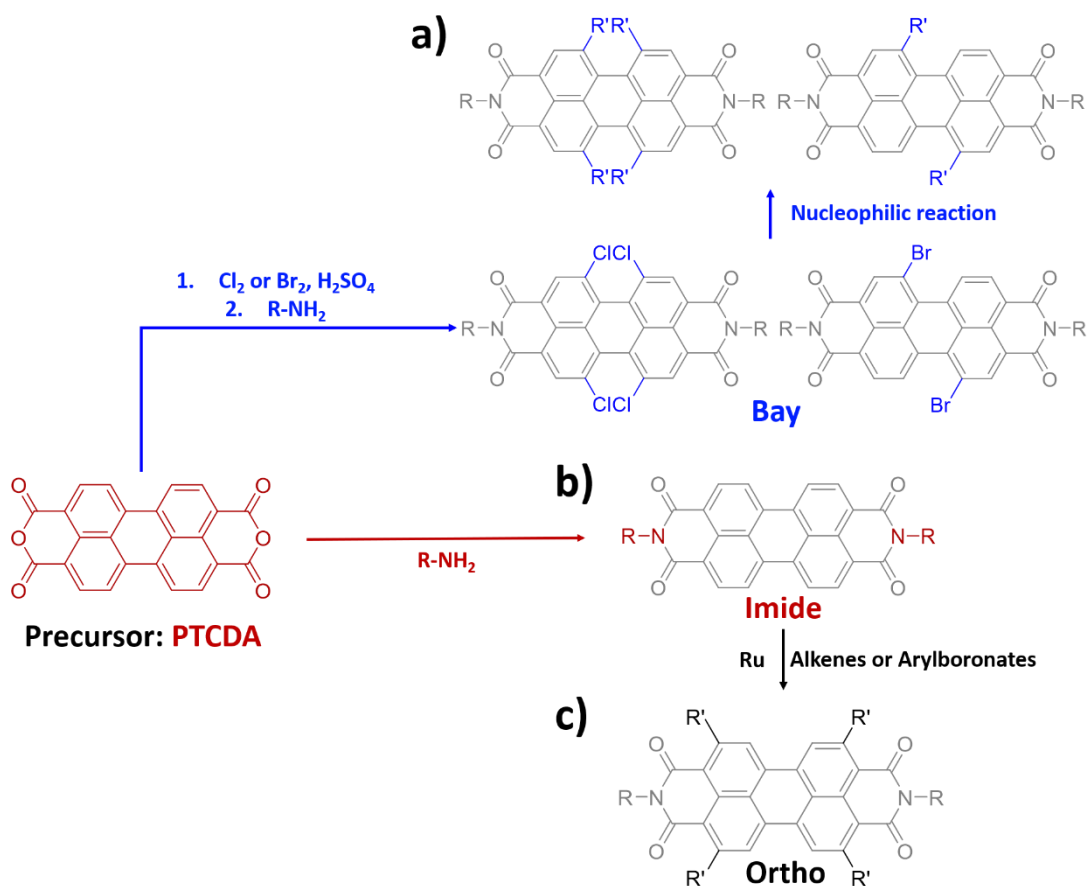 a)
R' R' R'
O O O O
R N N R R N N R
O O O O
R' R' R'
Nucleophilic reaction
ClCl Br
1. Cl₂ or Br₂, H₂SO₄
2. R-NH₂
O O O O
R N N R R N N R
O O O O
ClCl Br
Bay
b)
O O O O
O O R N N R
O O O O
R-NH₂
Imide
Precursor: PTCDA
Ru Alkenes or Arylboronates
c)
R' R'
O O
R N N R
O O
R' R'
Ortho